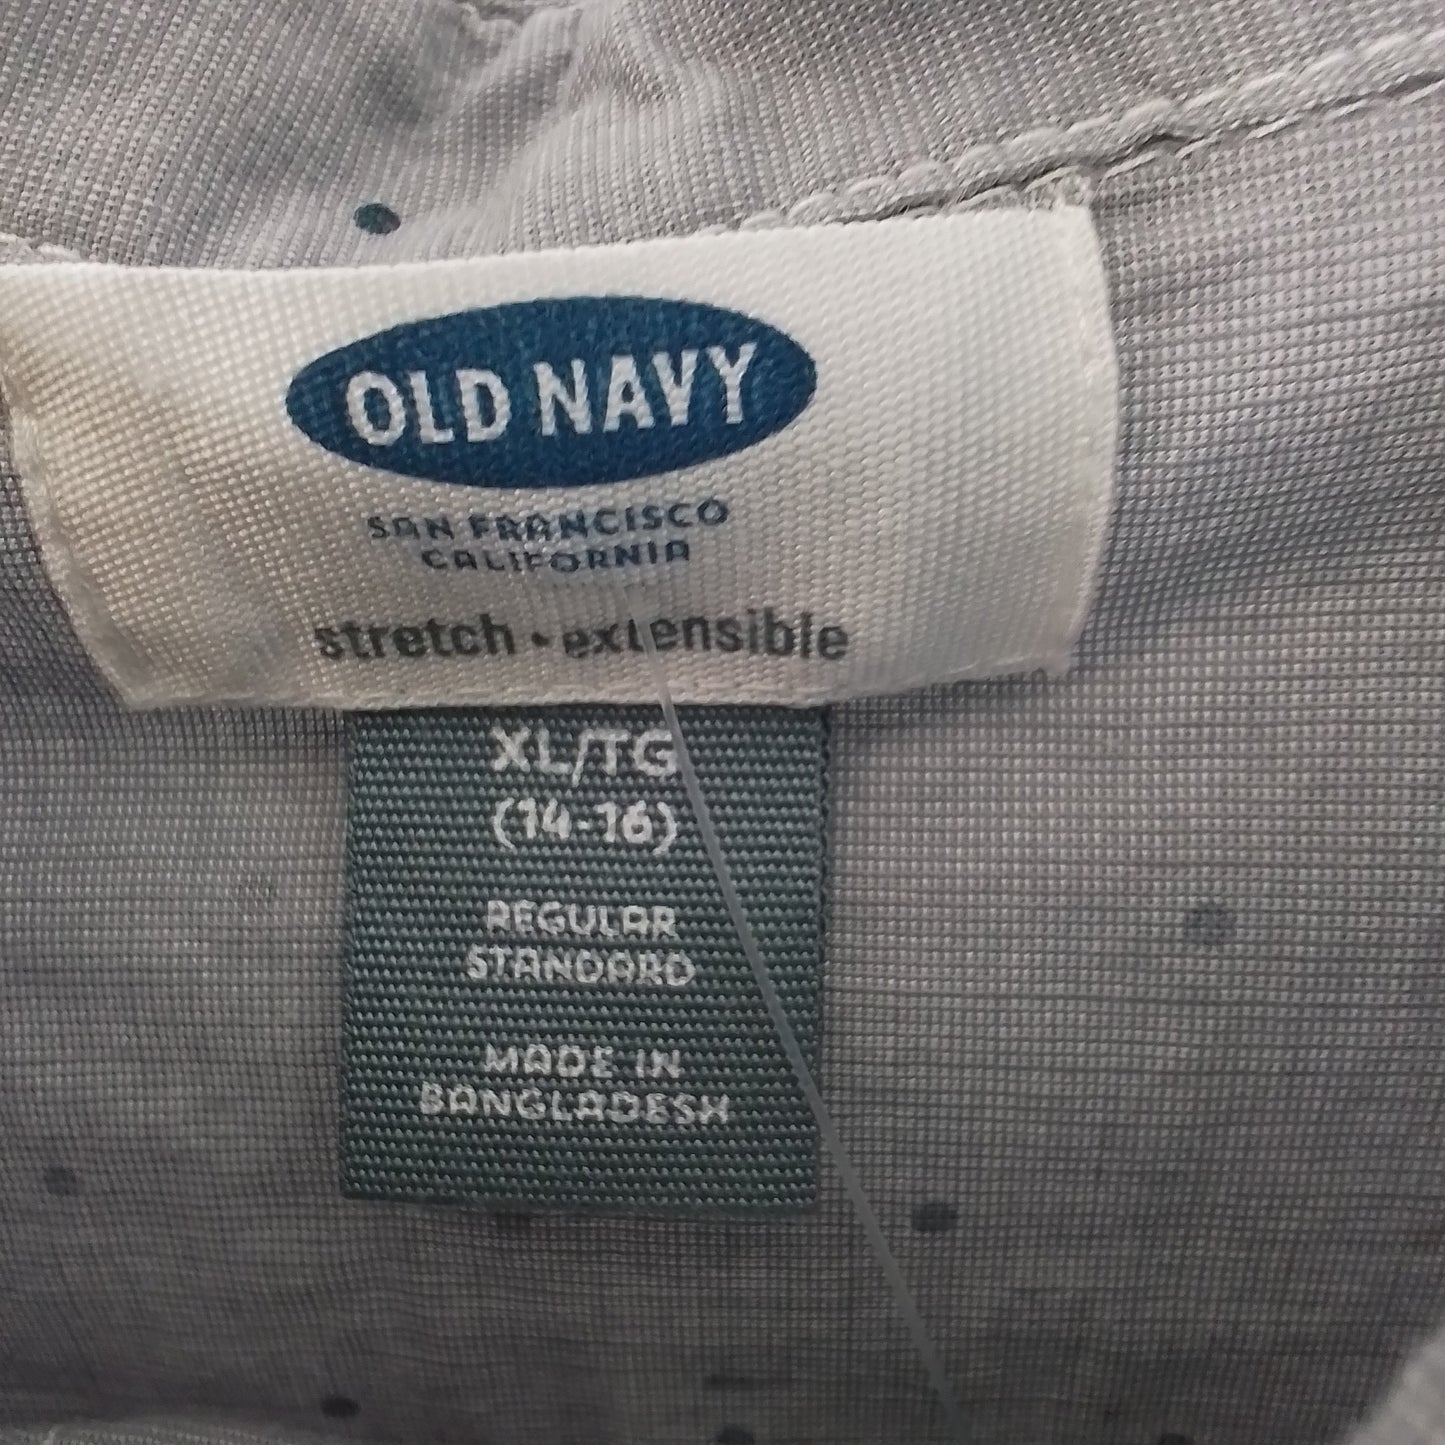 OLD NAVY
SAN FRANCISCO
CALIFORNIA
stretch • extensible
XL/TG
(14-16)
REGULAR
STANDARD
MADE IN
BANGLADESH